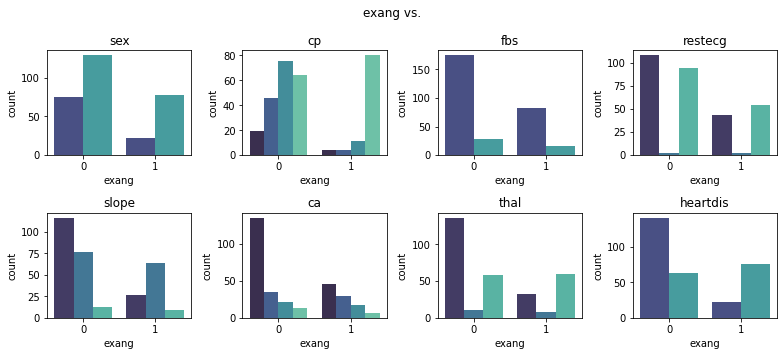 exang vs.
sex
cp
fbs
restecg
100
50
0
count
0
1
exang
80
60
40
20
0
count
0
1
exang
150
100
50
0
count
0
1
exang
100
75
50
25
0
count
0
1
exang
slope
ca
thal
heartdis
100
75
50
25
0
count
0
1
exang
100
50
0
count
0
1
exang
100
50
0
count
0
1
exang
100
50
0
count
0
1
exang